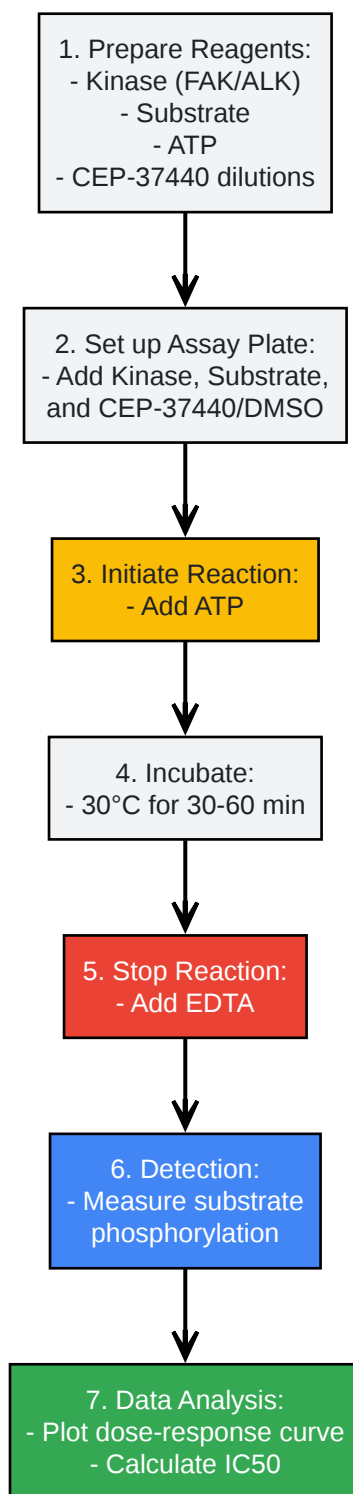 1. Prepare Reagents:
- Kinase (FAK/ALK)
- Substrate
- ATP
- CEP-37440 dilutions
2. Set up Assay Plate:
- Add Kinase, Substrate,
and CEP-37440/DMSO
3. Initiate Reaction:
- Add ATP
4. Incubate:
- 30°C for 30-60 min
5. Stop Reaction:
- Add EDTA
6. Detection:
- Measure substrate
phosphorylation
7. Data Analysis:
- Plot dose-response curve
- Calculate IC50